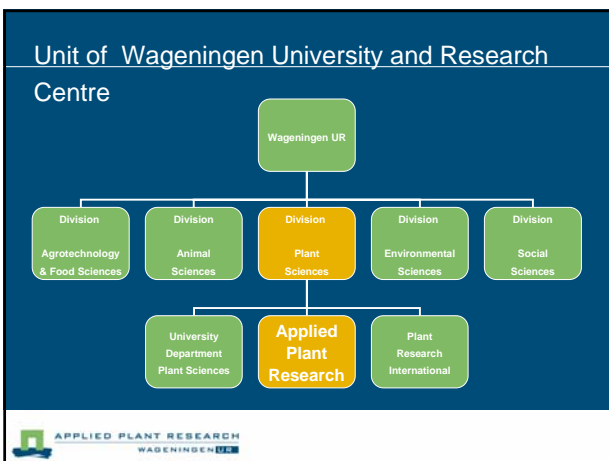 Unit of Wageningen University and Research
Centre
Wageningen UR
Division
Agrotechnology
& Food Sciences
Division
Animal
Sciences
Division
Plant
Sciences
Division
Environmental
Sciences
Division
Social
Sciences
University
Department
Plant Sciences
Applied
Plant
Research
Plant
Research
International
APPLIED PLANT RESEARCH
WAGENINGEN UR